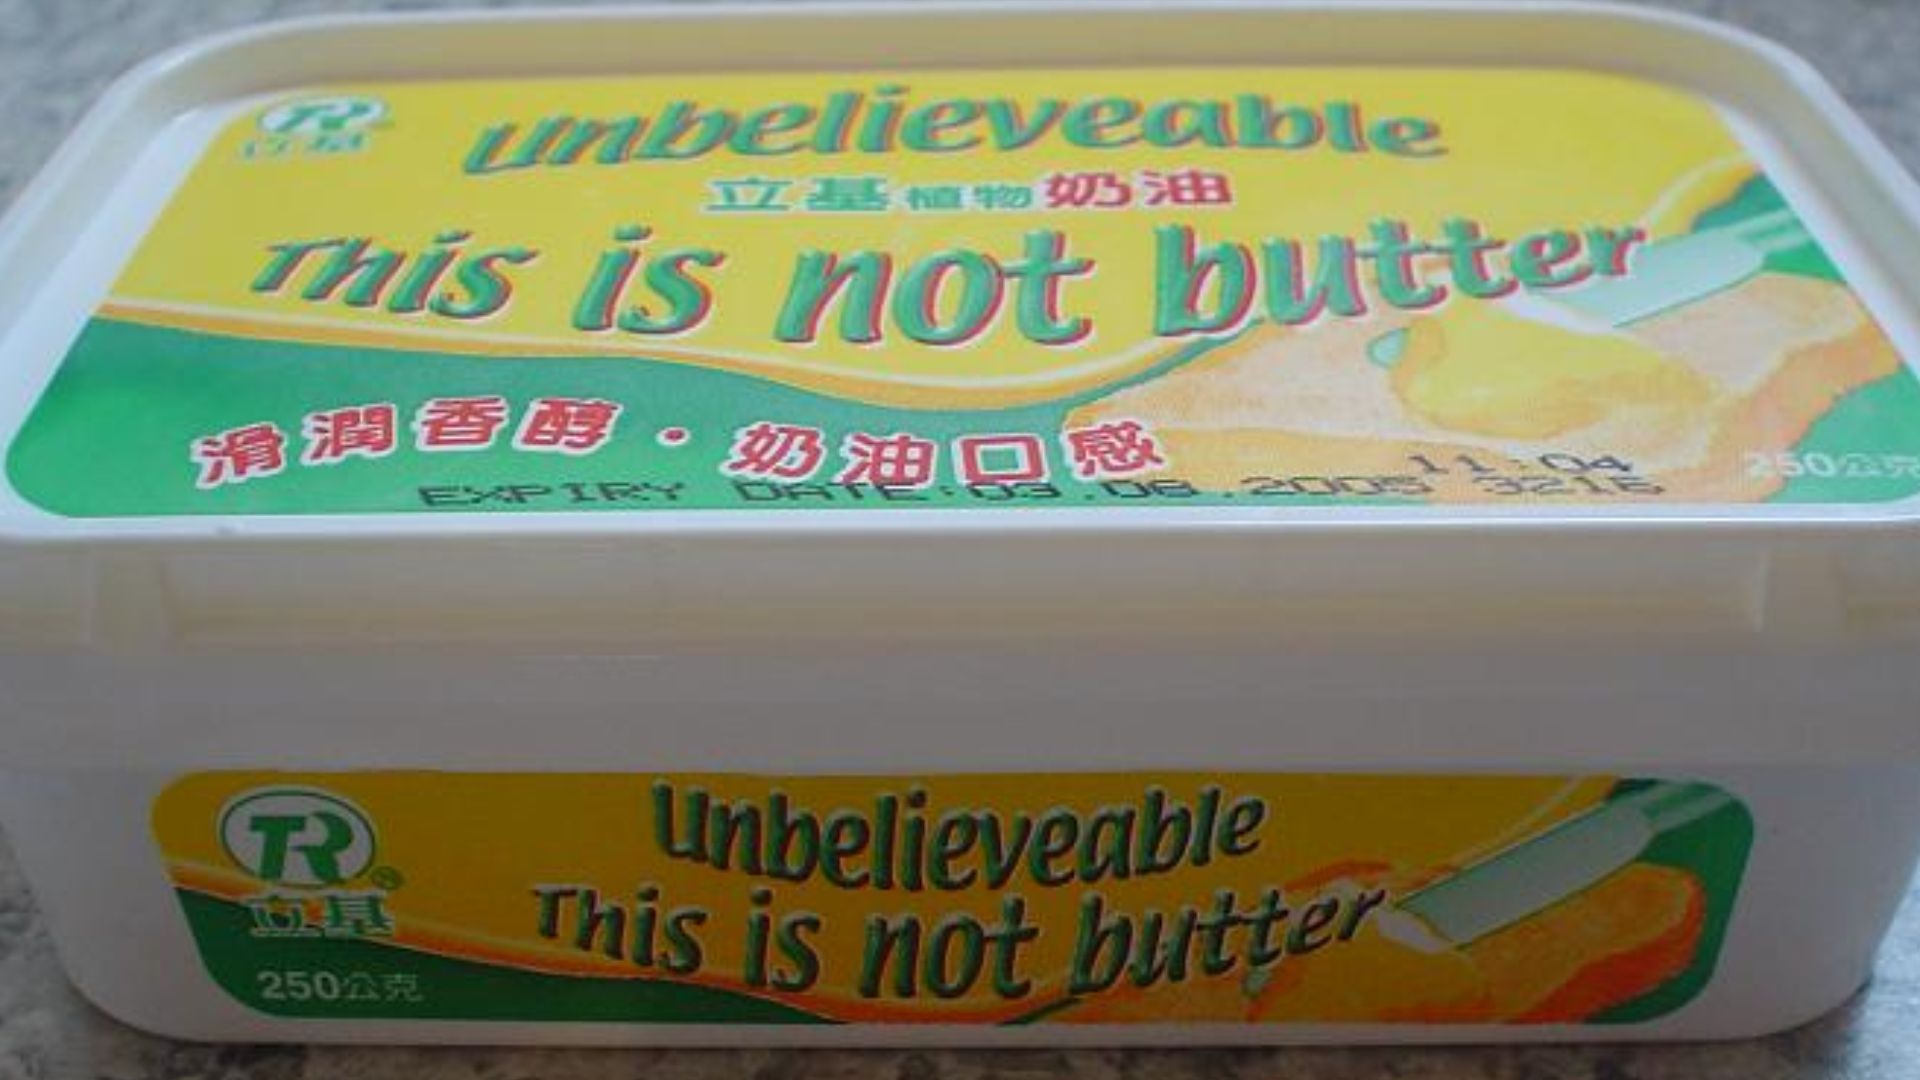 TR
立基
Unbelieveable
立基植物奶油
This is not butter
滑潤香醇・奶油口感
11:04
EXPIRY DATE:03.08.2005 3216
250公克
TR®
立基
Unbelieveable
This is not butter
250公克